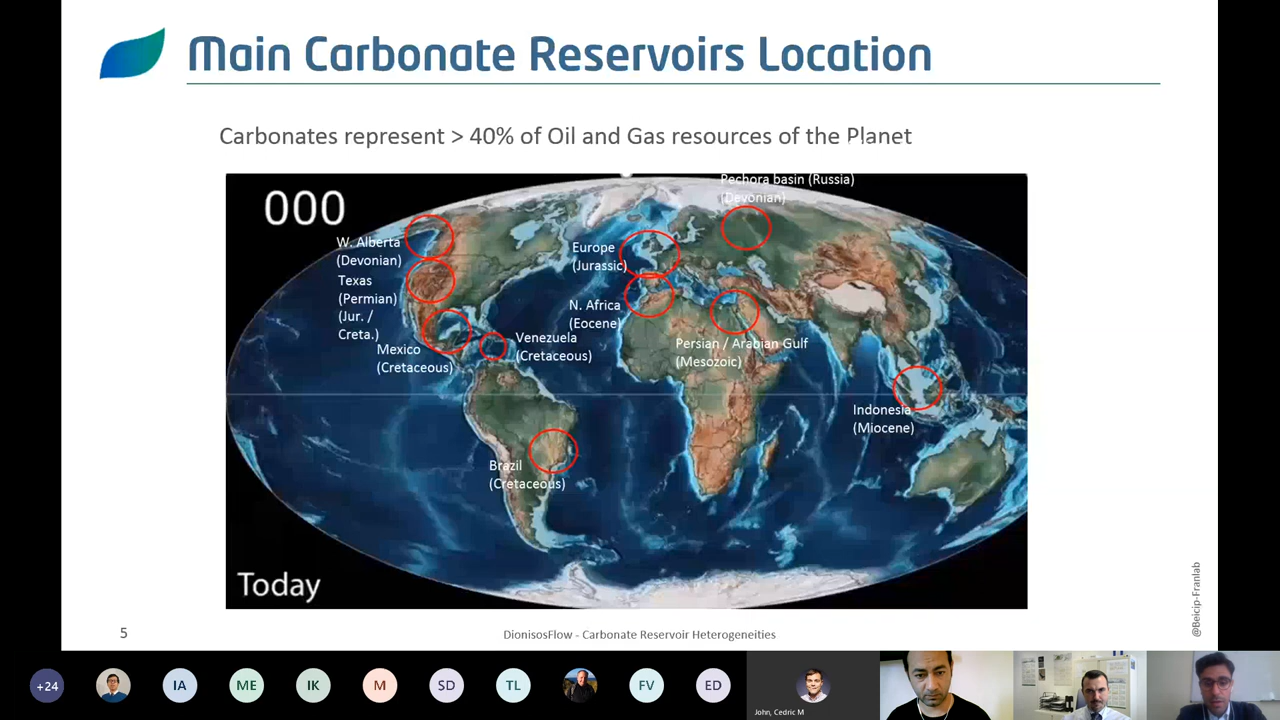 Main Carbonate Reservoirs Location
Carbonates represent > 40% of Oil and Gas resources of the Planet
000
Pechora basin (Russia)
(Devonian)
W. Alberta
(Devonian)
Texas
(Permian)
(Jur. /
Creta.)
Mexico
(Cretaceous)
Venezuela
(Cretaceous)
Europe
(Jurassic)
N. Africa
(Eocene)
Persian / Arabian Gulf
(Mesozoic)
Indonesia
(Miocene)
Brazil
(Cretaceous)
Today
@Beicip-Franlab
5
DionisosFlow - Carbonate Reservoir Heterogeneities
+24
IA
ME
IK
M
SD
TL
FV
ED
John, Cedric M